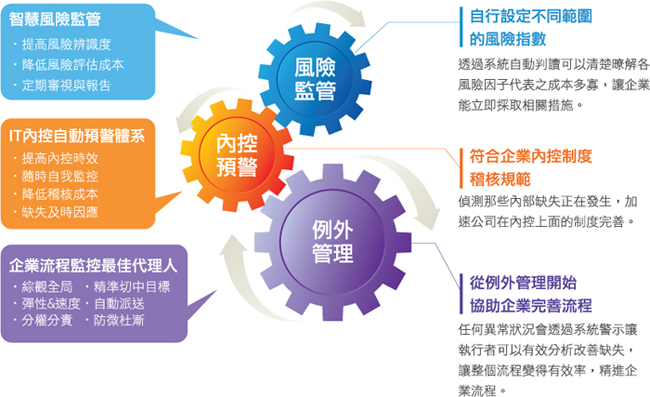 智慧風險監管
・提高風險辨識度
・降低風險評估成本
・定期審視與報告
風險
監管
自行設定不同範圍
的風險指數
透過系統自動判讀可以清楚瞭解各
風險因子代表之成本多寡，讓企業
能立即採取相關措施。
IT內控自動預警體系
・提高內控時效
・隨時自我監控
・降低稽核成本
・缺失及時因應
內控
預警
符合企業內控制度
稽核規範
偵測那些內部缺失正在發生，加
速公司在內控上面的制度完善。
企業流程監控最佳代理人
・綜觀全局 ・精準切中目標
・彈性&速度・自動派送
・分權分責 ・防微杜漸
例外
管理
從例外管理開始
協助企業完善流程
任何異常狀況會透過系統警示讓
執行者可以有效分析改善缺失，
讓整個流程變得有效率，精進企
業流程。